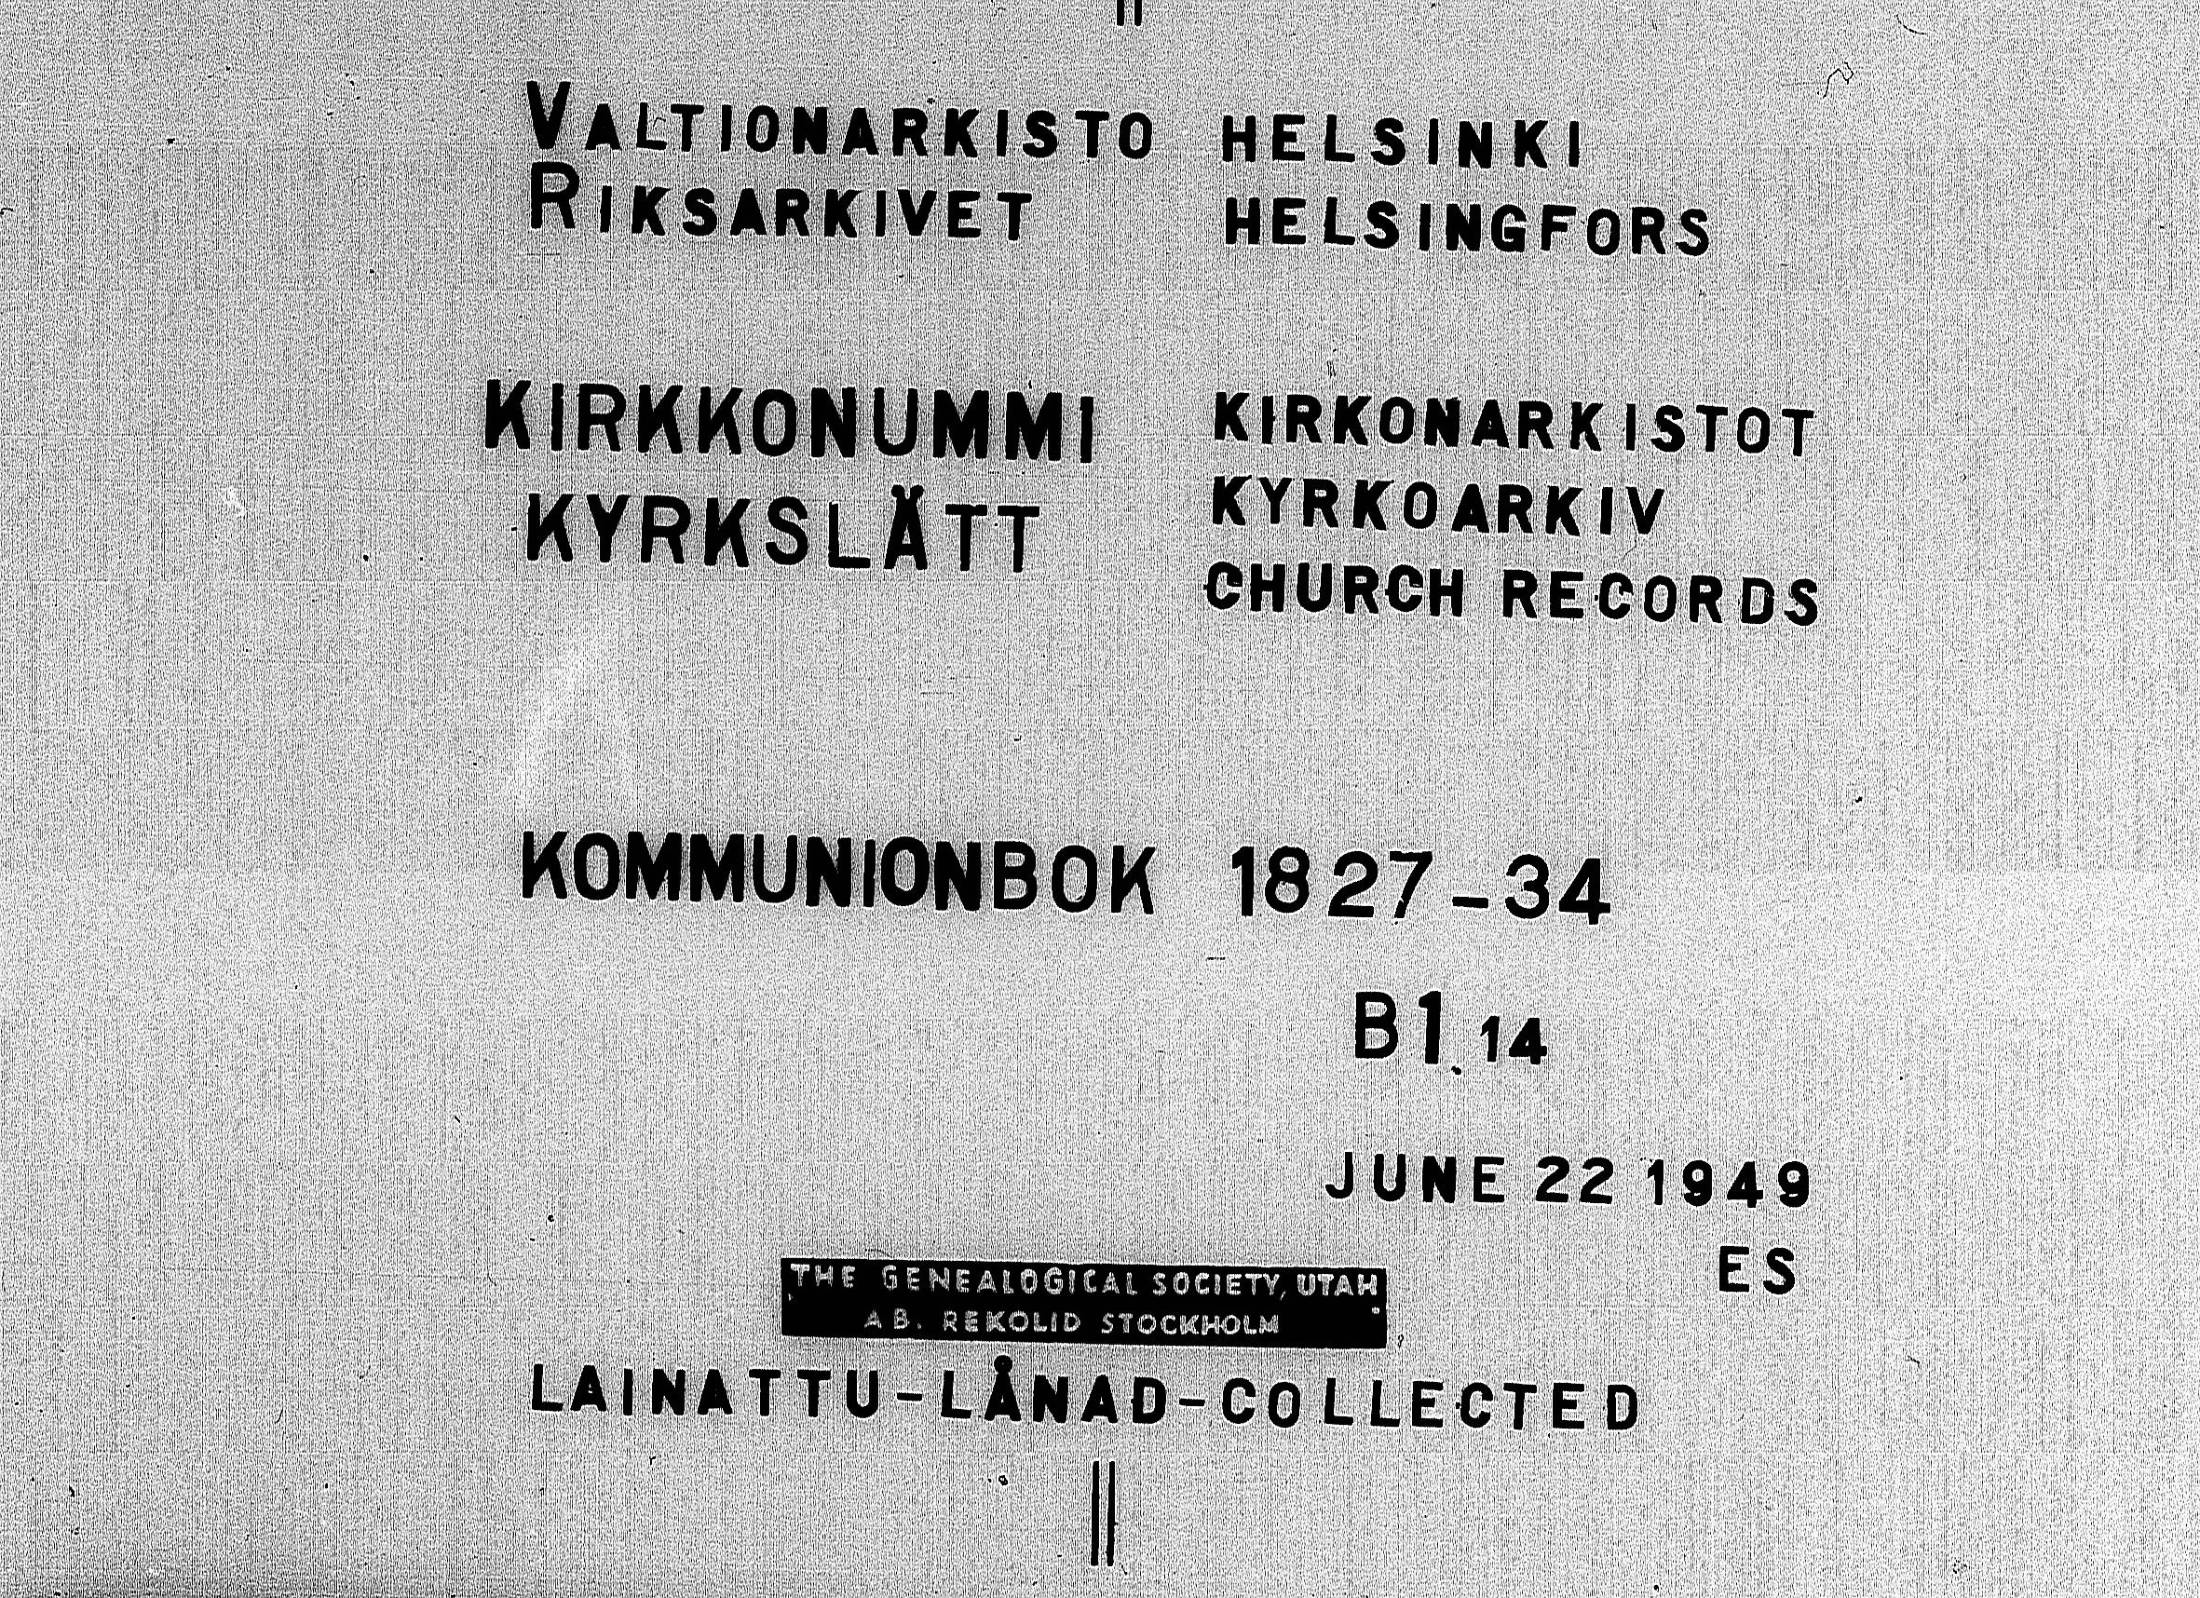 VALTIONARKISTO HELSINKI
RIKSARKIVET HELSINGFORS
KIRKKONUMMI KIRKONARKISTOT
KYRKSLÄTT KYRKOARKIV
CHURCH RECORDS
KOMMUNIONBOK 1827-34
B1 14
JUNE 22 1949
ES
THE GENEALOGICAL SOCIETY, UTAH
AB. REKOLID STOCKHOLM
LAINATTU-LÅNAD-COLLECTED